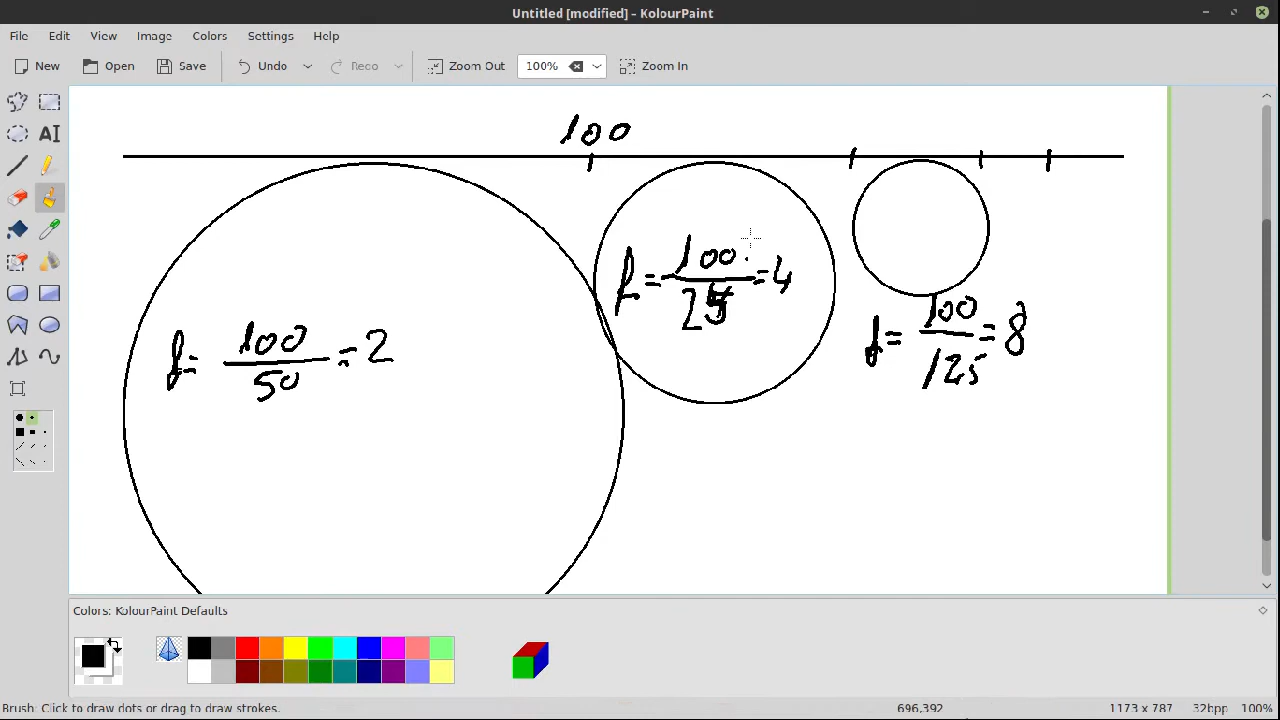 Untitled [modified] - KolourPaint
File Edit View Image Colors Settings Help
New Open Save Undo Redo Zoom Out 100% Zoom In
100
f = 100/50 = 2
f = 100/25 = 4
f = 100/125 = 8
Colors: KolourPaint Defaults
Brush: Click to draw dots or drag to draw strokes. 696,392 1173 x 787 32bpp 100%